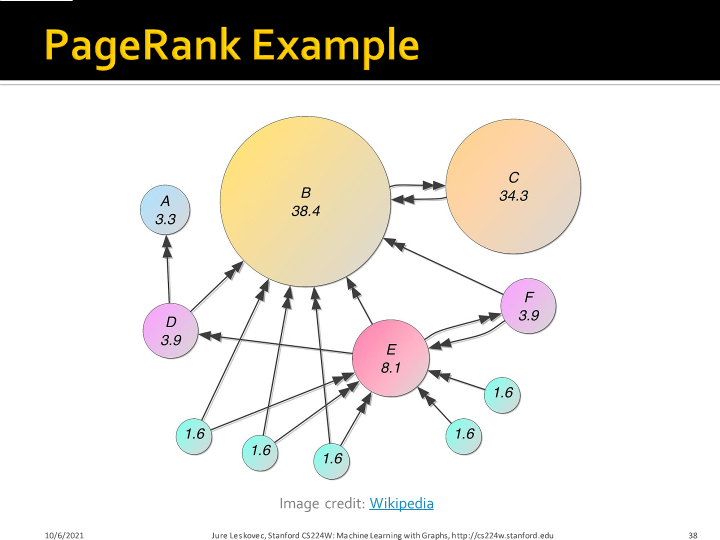 PageRank Example
B
38.4
C
34.3
A
3.3
F
3.9
D
3.9
E
8.1
1.6
1.6
1.6
1.6
1.6
Image credit: Wikipedia
10/6/2021
Jure Leskovec, Stanford CS224W: Machine Learning with Graphs, http://cs224w.stanford.edu
38